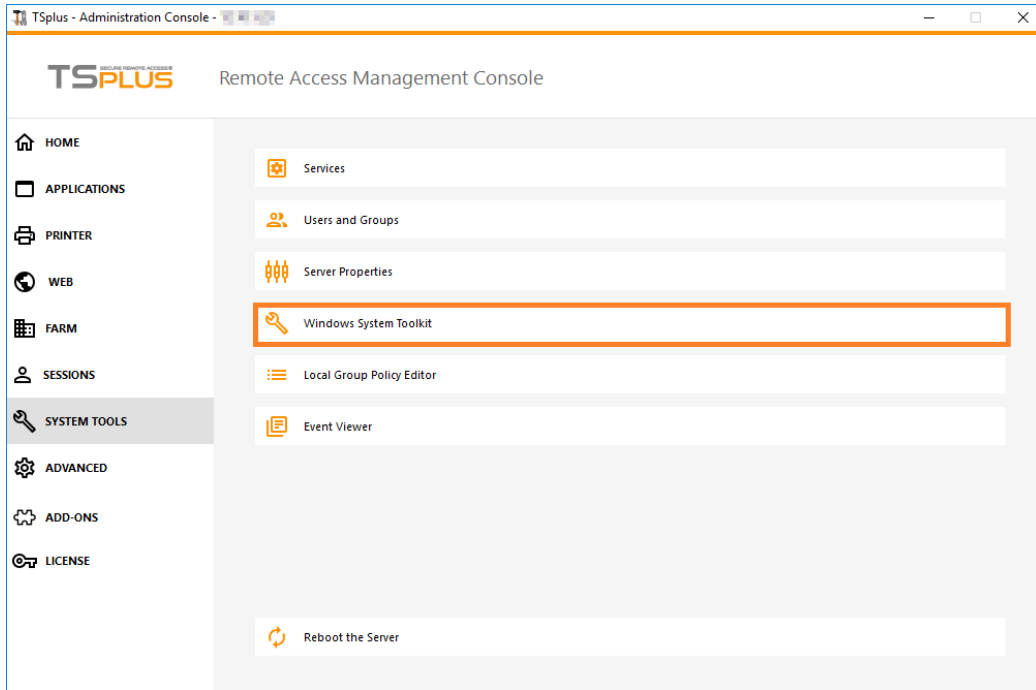 TSplus - Administration Console -
SECURE REMOTE ACCESS®
TSPLUS
Remote Access Management Console
HOME
APPLICATIONS
PRINTER
WEB
FARM
SESSIONS
SYSTEM TOOLS
ADVANCED
ADD-ONS
LICENSE
Services
Users and Groups
Server Properties
Windows System Toolkit
Local Group Policy Editor
Event Viewer
Reboot the Server